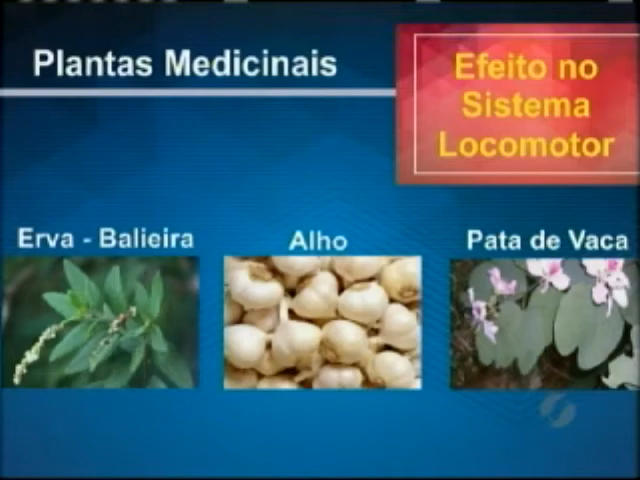 Plantas Medicinais
Efeito no
Sistema
Locomotor
Erva - Balieira
Alho
Pata de Vaca